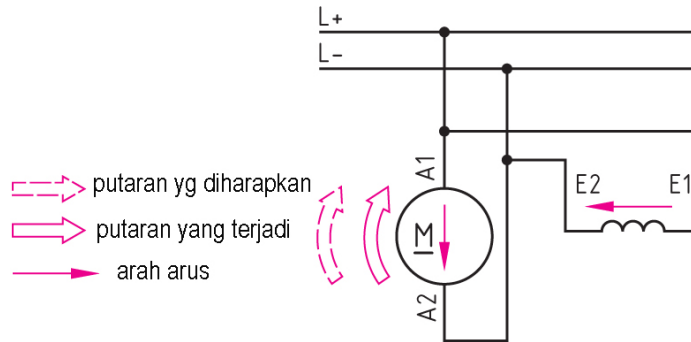 L+
L-
A1
E2 E1
putaran yg diharapkan
putaran yang terjadi
M
arah arus
A2